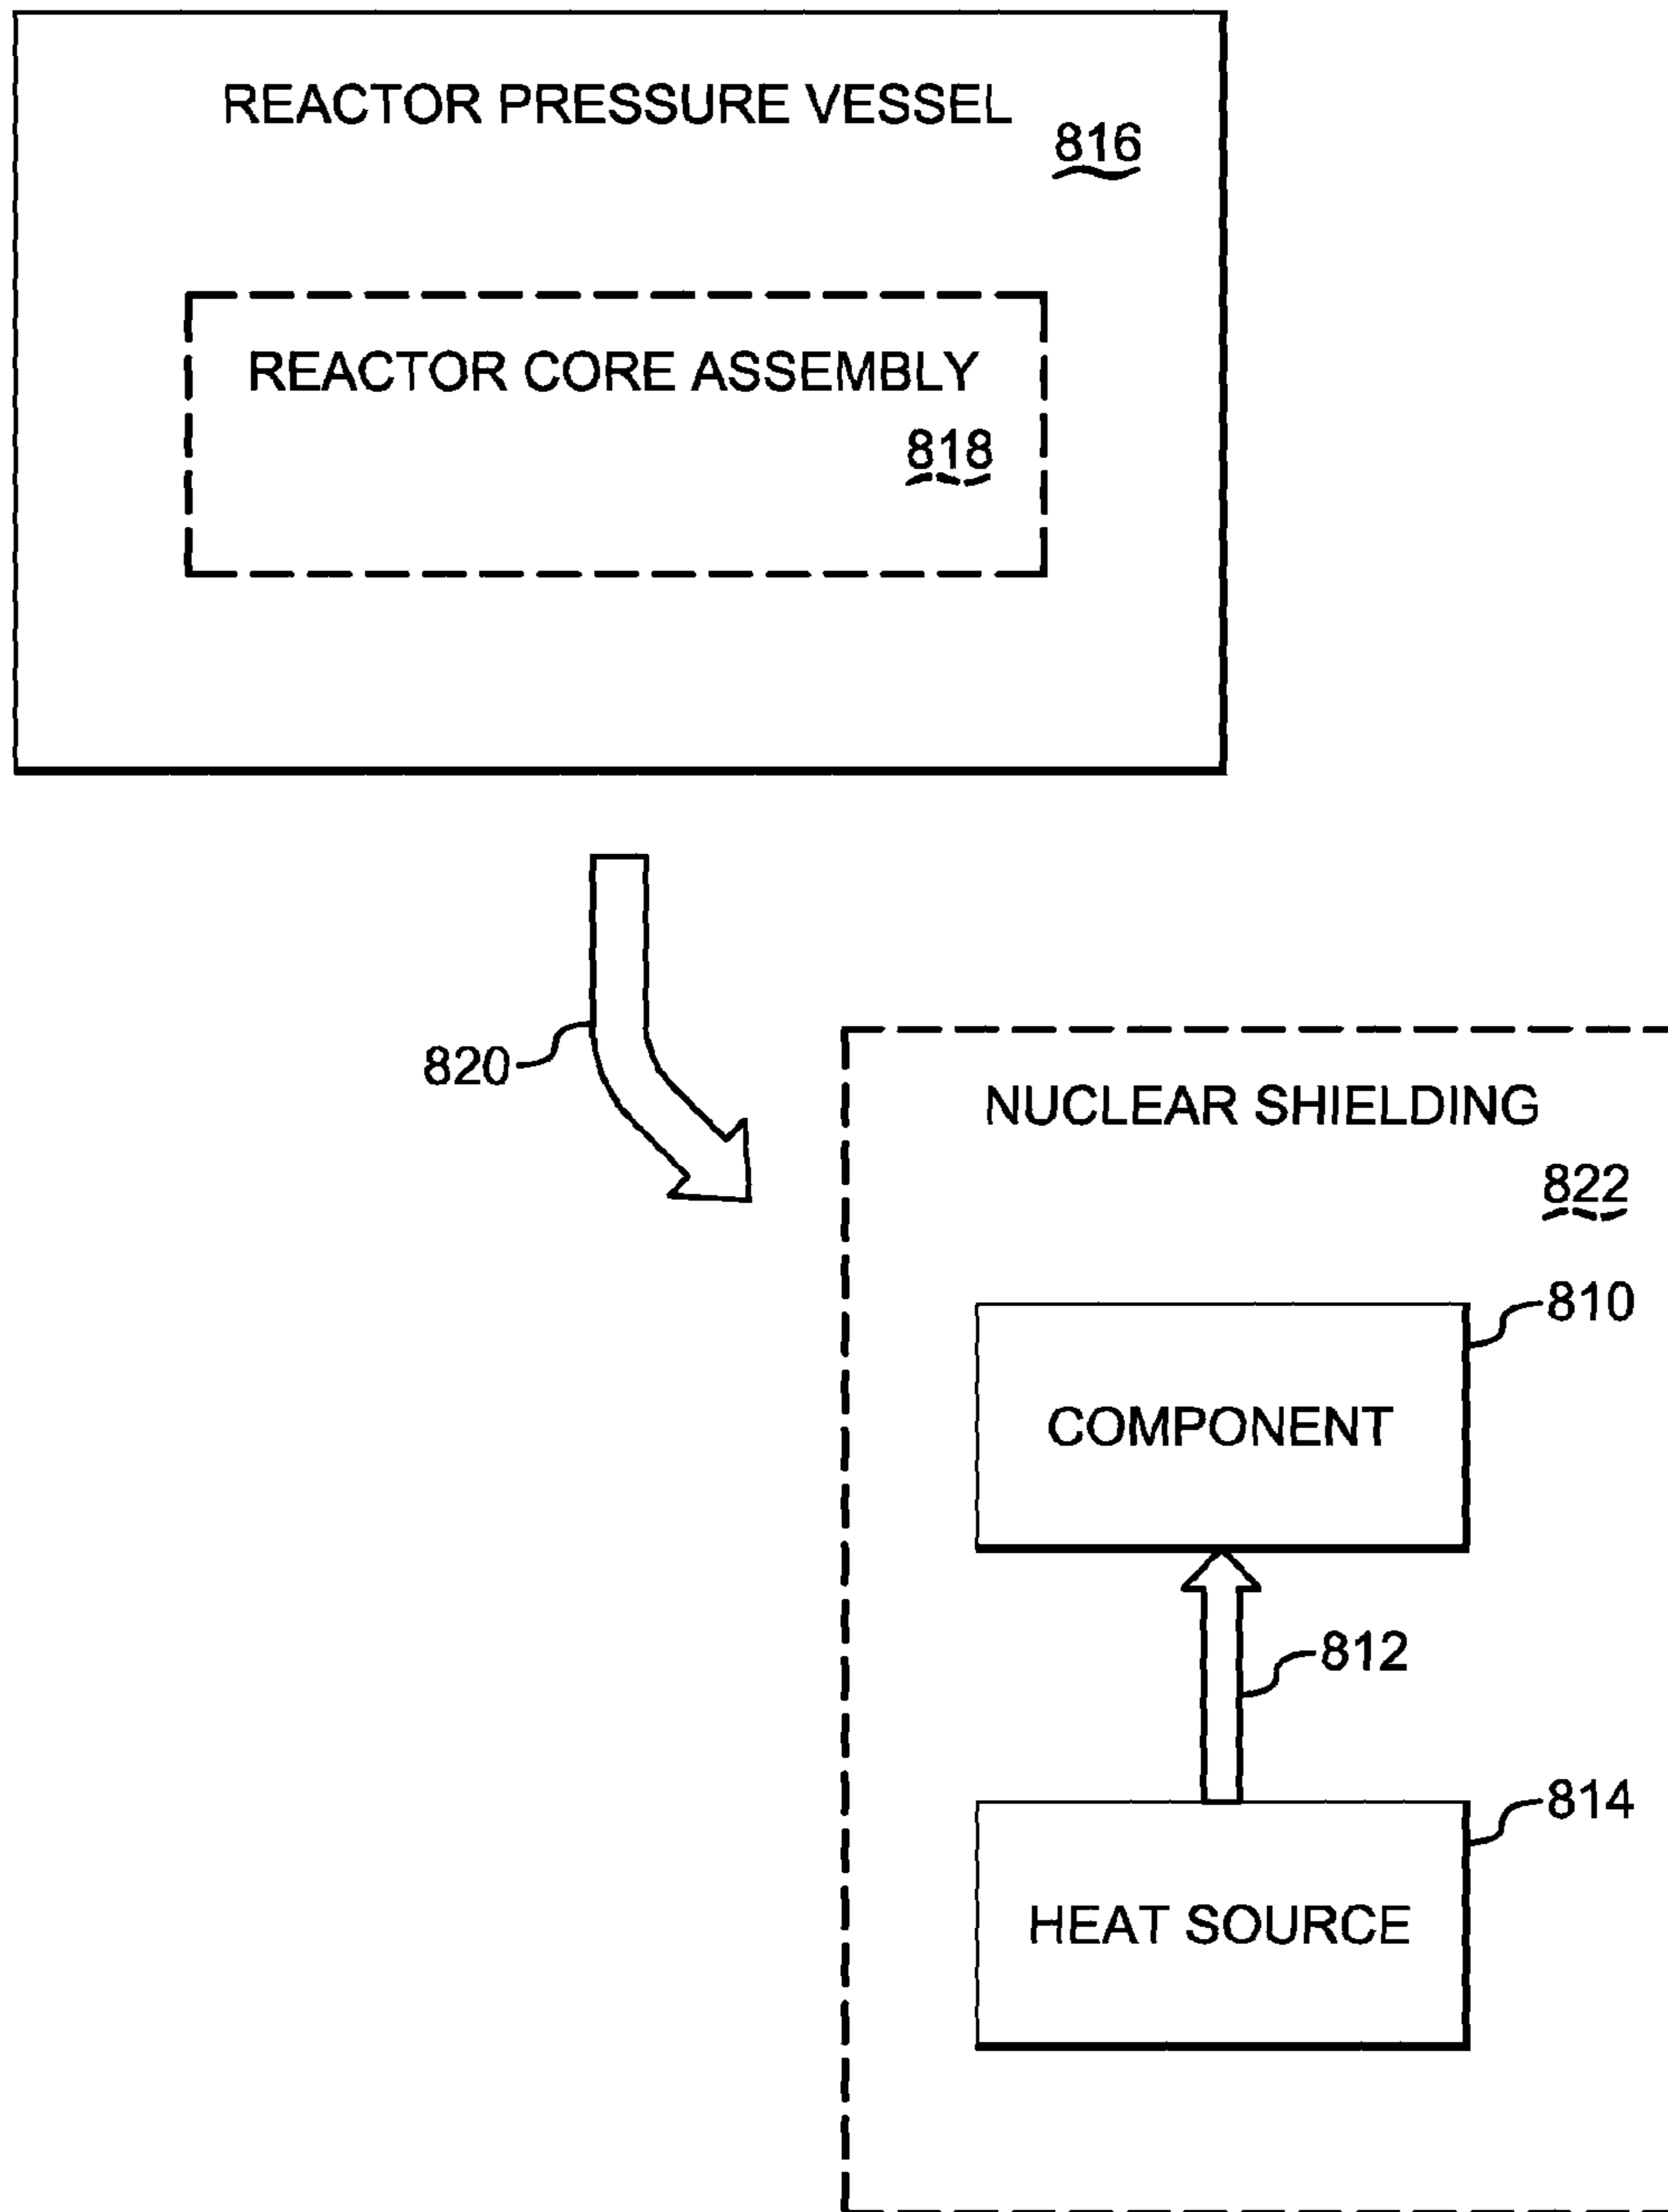 REACTOR PRESSURE VESSEL
816
REACTOR CORE ASSEMBLY
818
820
NUCLEAR SHIELDING
822
810
COMPONENT
812
814
HEAT SOURCE